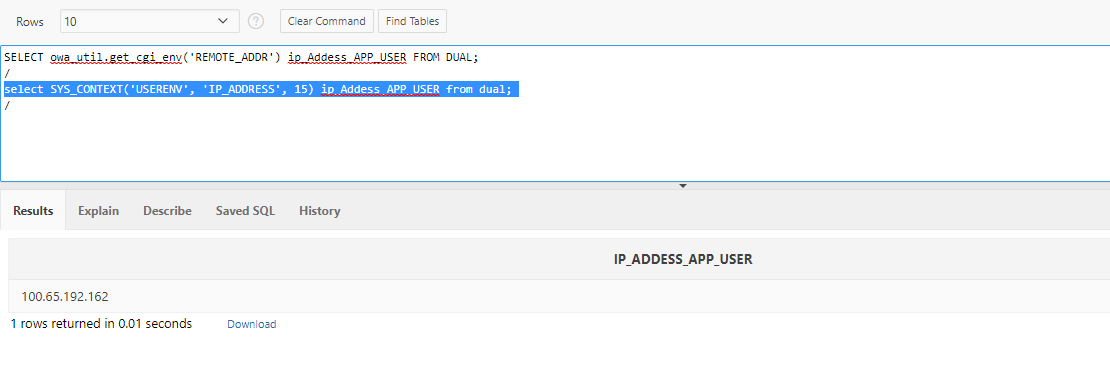 Rows 10 ? Clear Command Find Tables
SELECT owa_util.get_cgi_env('REMOTE_ADDR') ip_Addess_APP_USER FROM DUAL;
/
select SYS_CONTEXT('USERENV', 'IP_ADDRESS', 15) ip_Addess_APP_USER from dual;
/
Results Explain Describe Saved SQL History
IP_ADDESS_APP_USER
100.65.192.162
1 rows returned in 0.01 seconds Download